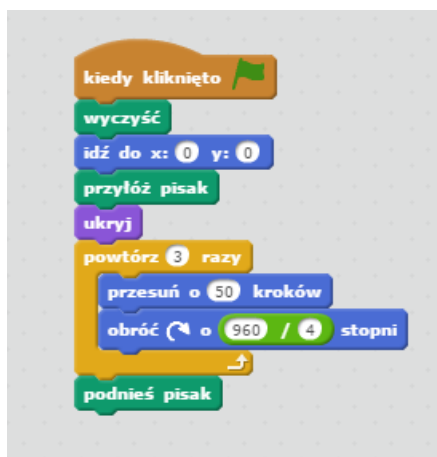 kiedy kliknięto
wyczyść
idź do x: 0 y: 0
przyłóż pisak
ukryj
powtórz 3 razy
przesuń o 50 kroków
obróć o 960 / 4 stopni
podnieś pisak